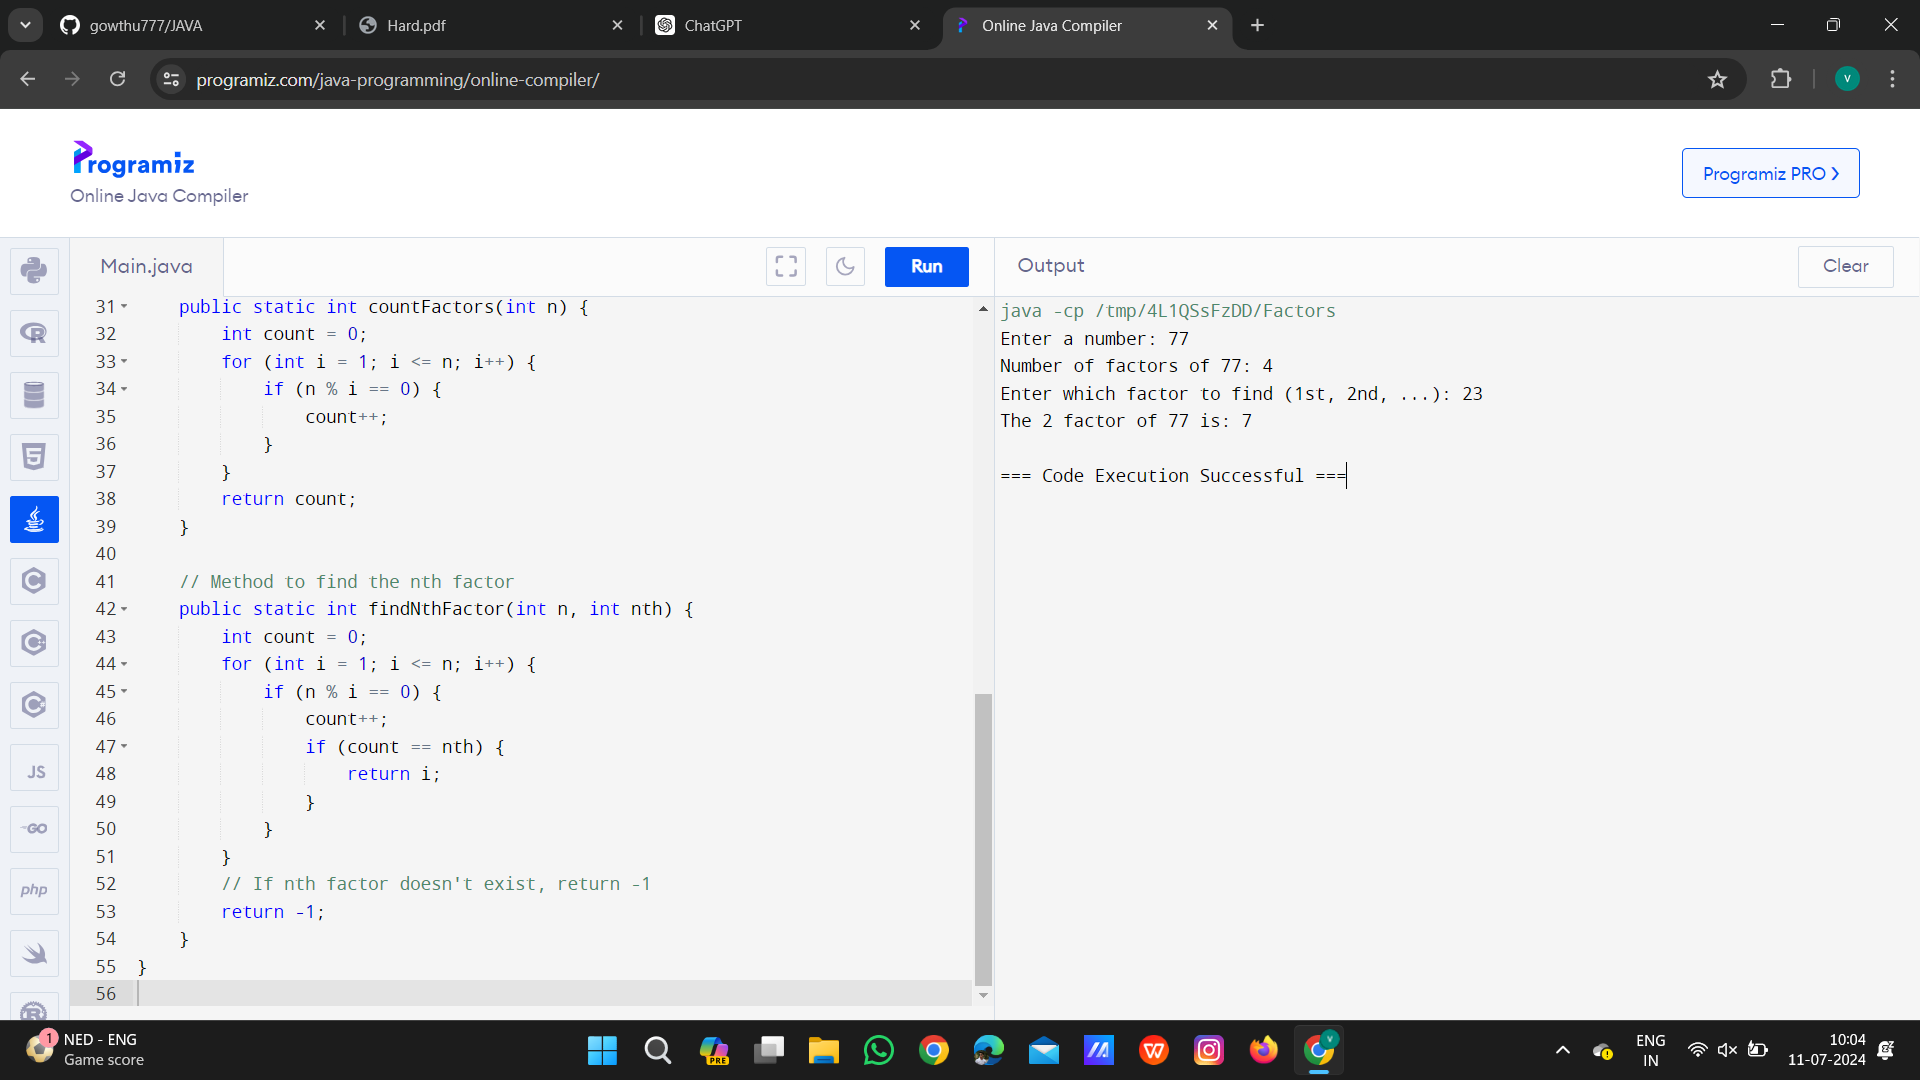 gowthu777/JAVA
Hard.pdf
ChatGPT
Online Java Compiler
programiz.com/java-programming/online-compiler/
V
Programiz
Online Java Compiler
Programiz PRO
Main.java
Run
Output
Clear
31 public static int countFactors(int n) {
32 int count = 0;
33 for (int i = 1; i <= n; i++) {
34 if (n % i == 0) {
35 count++;
36 }
37 }
38 return count;
39 }
40
41 // Method to find the nth factor
42 public static int findNthFactor(int n, int nth) {
43 int count = 0;
44 for (int i = 1; i <= n; i++) {
45 if (n % i == 0) {
46 count++;
47 if (count == nth) {
48 return i;
49 }
50 }
51 }
52 // If nth factor doesn't exist, return -1
53 return -1;
54 }
55 }
56
java -cp /tmp/4L1QSsFzDD/Factors
Enter a number: 77
Number of factors of 77: 4
Enter which factor to find (1st, 2nd, ...): 23
The 2 factor of 77 is: 7
=== Code Execution Successful ===
JS
GO
php
1
NED - ENG
Game score
PRE
ENG
IN
10:04
11-07-2024